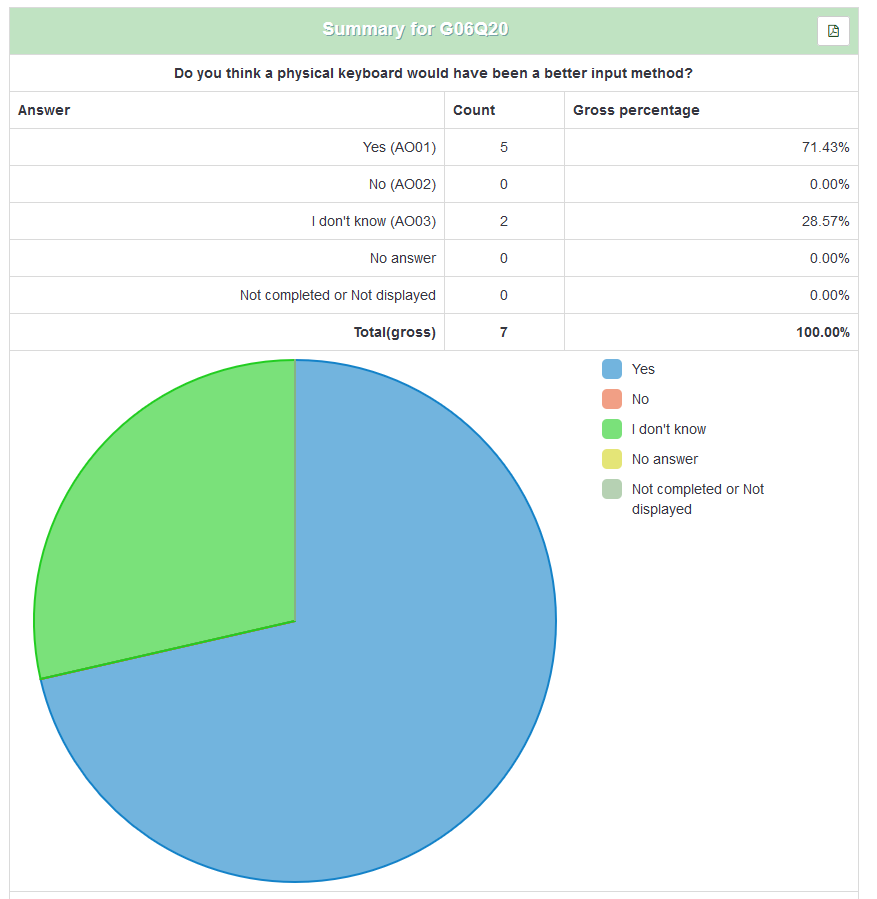 Summary for G06Q20
Do you think a physical keyboard would have been a better input method?
Answer Count Gross percentage
Yes (AO01) 5 71.43%
No (AO02) 0 0.00%
I don't know (AO03) 2 28.57%
No answer 0 0.00%
Not completed or Not displayed 0 0.00%
Total(gross) 7 100.00%
Yes
No
I don't know
No answer
Not completed or Not
displayed